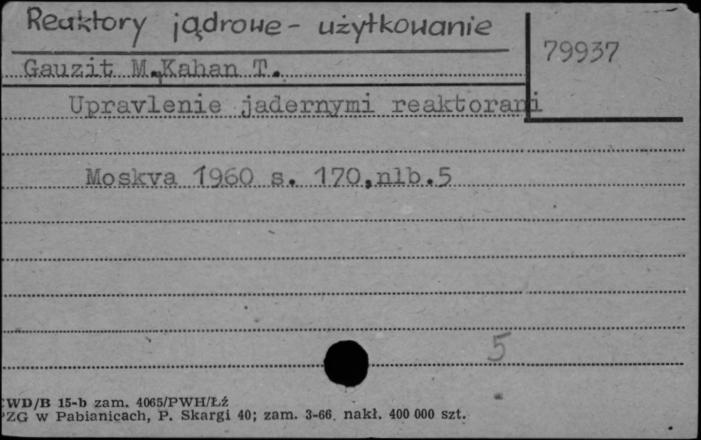 Reaktory jądrowe - użytkowanie
79937
Gauzit M.,Kahan T.
Upravlenie jadernymi reaktorami
Moskva 1960 s. 170,nlb.5
5
WD/B 15-b zam. 4065/PWH/Łź
PZG w Pabianicach, P. Skargi 40; zam. 3-66. nakł. 400 000 szt.